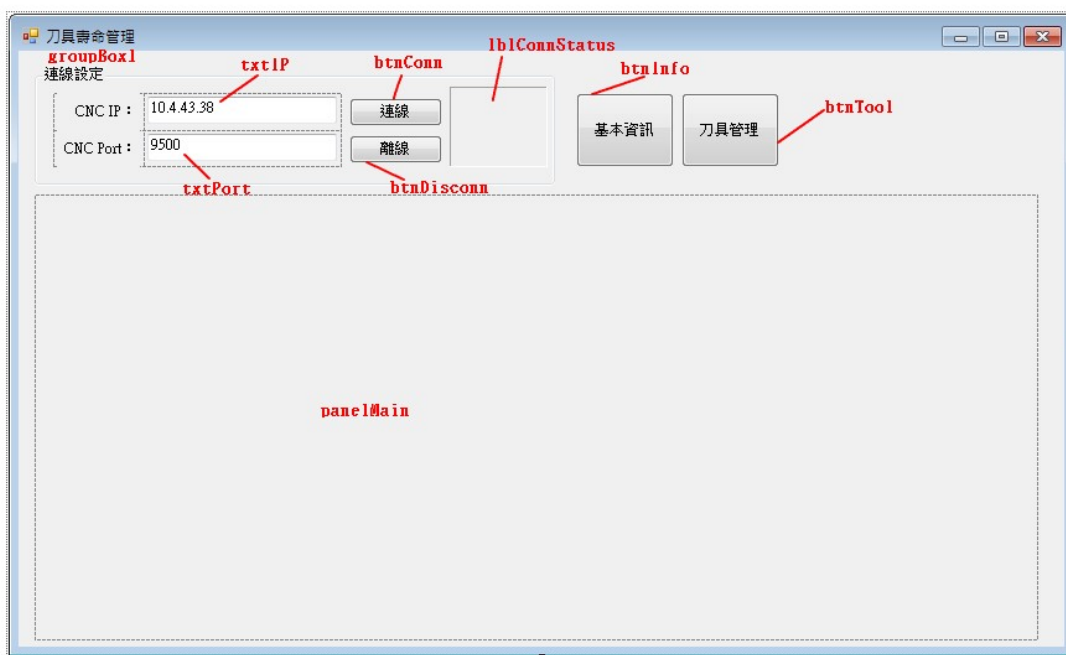 刀具壽命管理
lblConnStatus
groupBox1
txtIP
btnConn
btnInfo
連線設定
CNC IP：
10.4.43.38
連線
基本資訊
刀具管理
btnTool
CNC Port：
9500
離線
txtPort
btnDisconn
panelMain